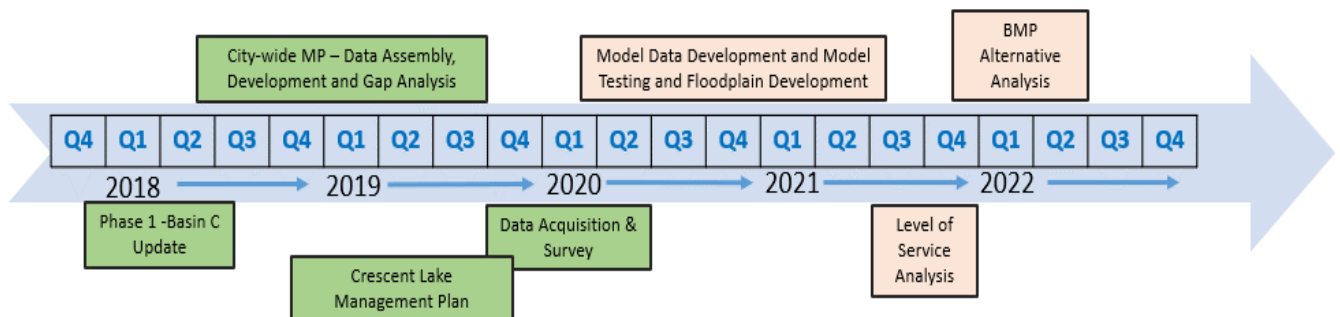 City-wide MP – Data Assembly,
Development and Gap Analysis
Model Data Development and Model
Testing and Floodplain Development
BMP
Alternative
Analysis
Q4 Q1 Q2 Q3 Q4 Q1 Q2 Q3 Q4 Q1 Q2 Q3 Q4 Q1 Q2 Q3 Q4 Q1 Q2 Q3 Q4
2018 2019 2020 2021 2022
Phase 1 -Basin C
Update
Crescent Lake
Management Plan
Data Acquisition &
Survey
Level of
Service
Analysis